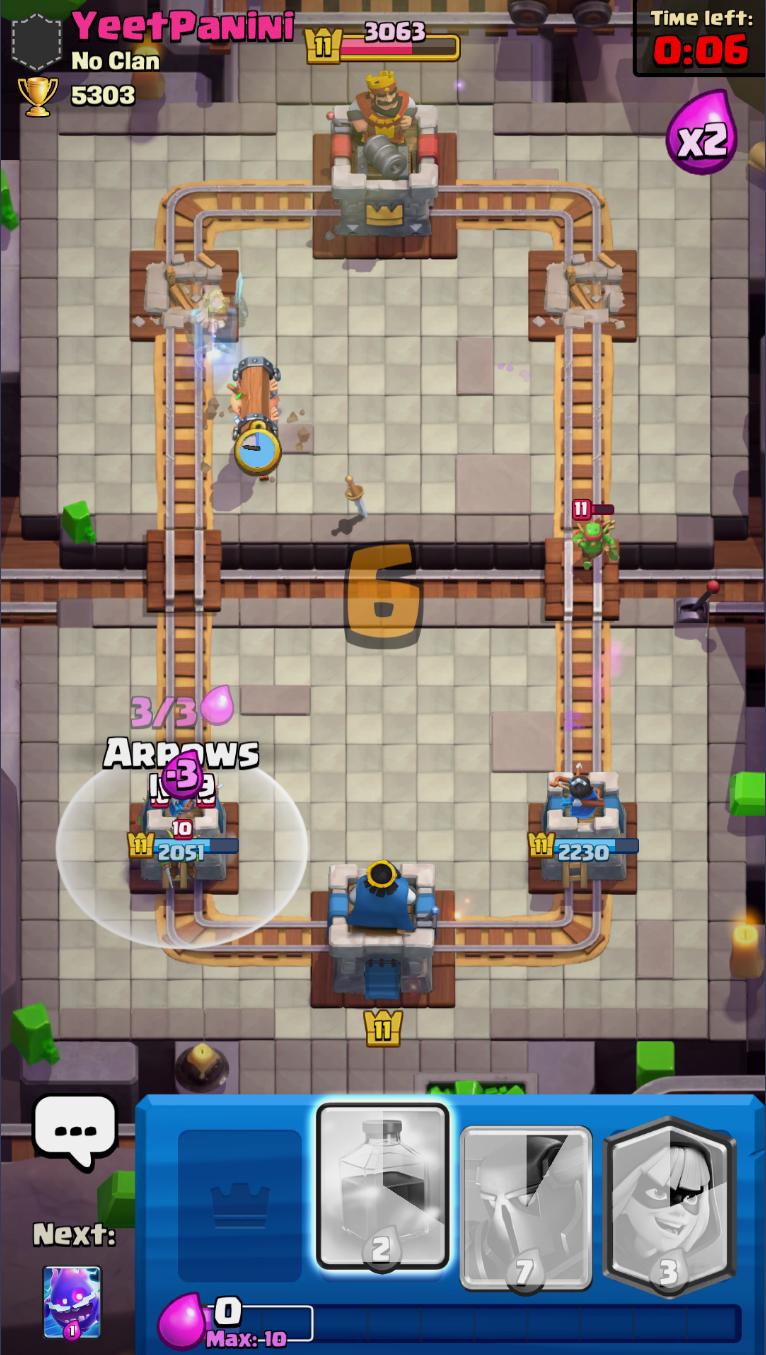 YeetPanini
No Clan
5303
11
3063
Time left:
0:06
x2
11
6
3/3
Arrows
-3
10
11
2051
11
2230
11
2
7
3
Next:
1
0
Max: 10